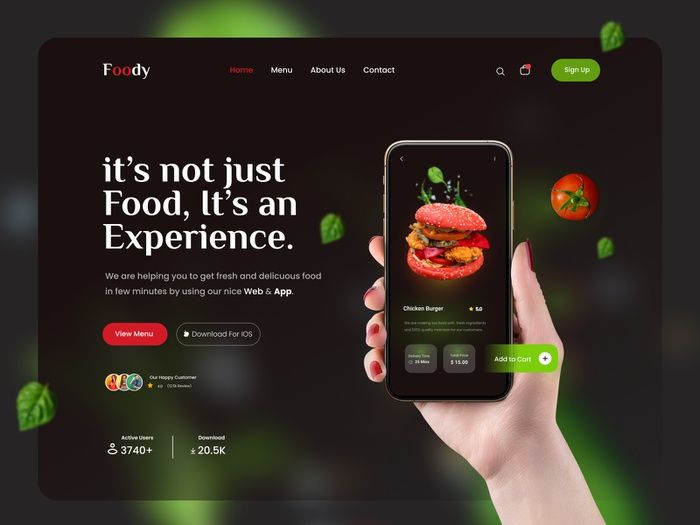 Foody
Home Menu About Us Contact
Sign Up
it's not just
Food, It's an
Experience.
We are helping you to get fresh and delicuous food
in few minutes by using our nice Web & App.
View Menu
Download For IOS
Our Happy Customer
(12.5k Review)
Active Users
3740+
Download
20.5K
Chicken Burger
5.0
We are making our food with fresh ingredients
and 100% quality maintain for our customers.
Delivery Time
25 Mins
Total Price
$ 15.00
Add to Cart